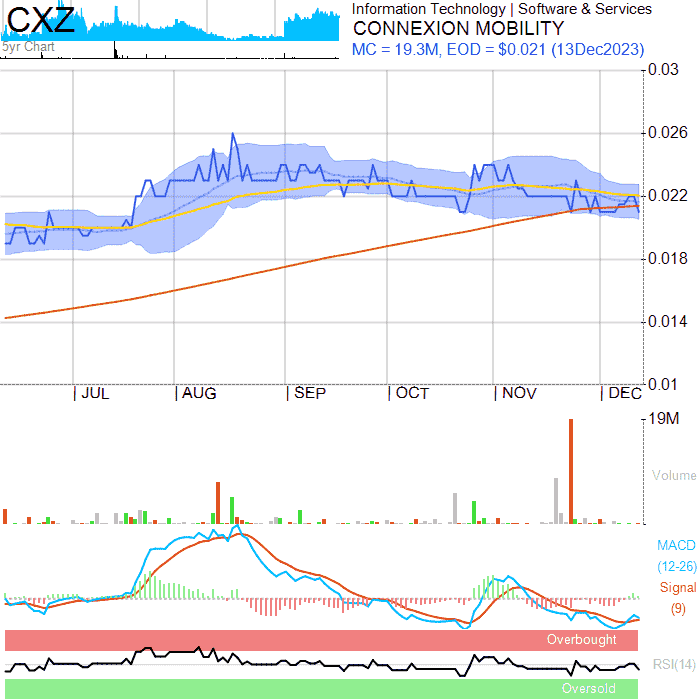 CXZ
5yr Chart
Information Technology | Software & Services
CONNEXION MOBILITY
MC = 19.3M, EOD = $0.021 (13Dec2023)
0.03
0.026
0.022
0.018
0.014
0.01
| JUL | AUG | SEP | OCT | NOV | DEC
19M
Volume
MACD
(12-26)
Signal
(9)
Overbought
RSI(14)
Oversold